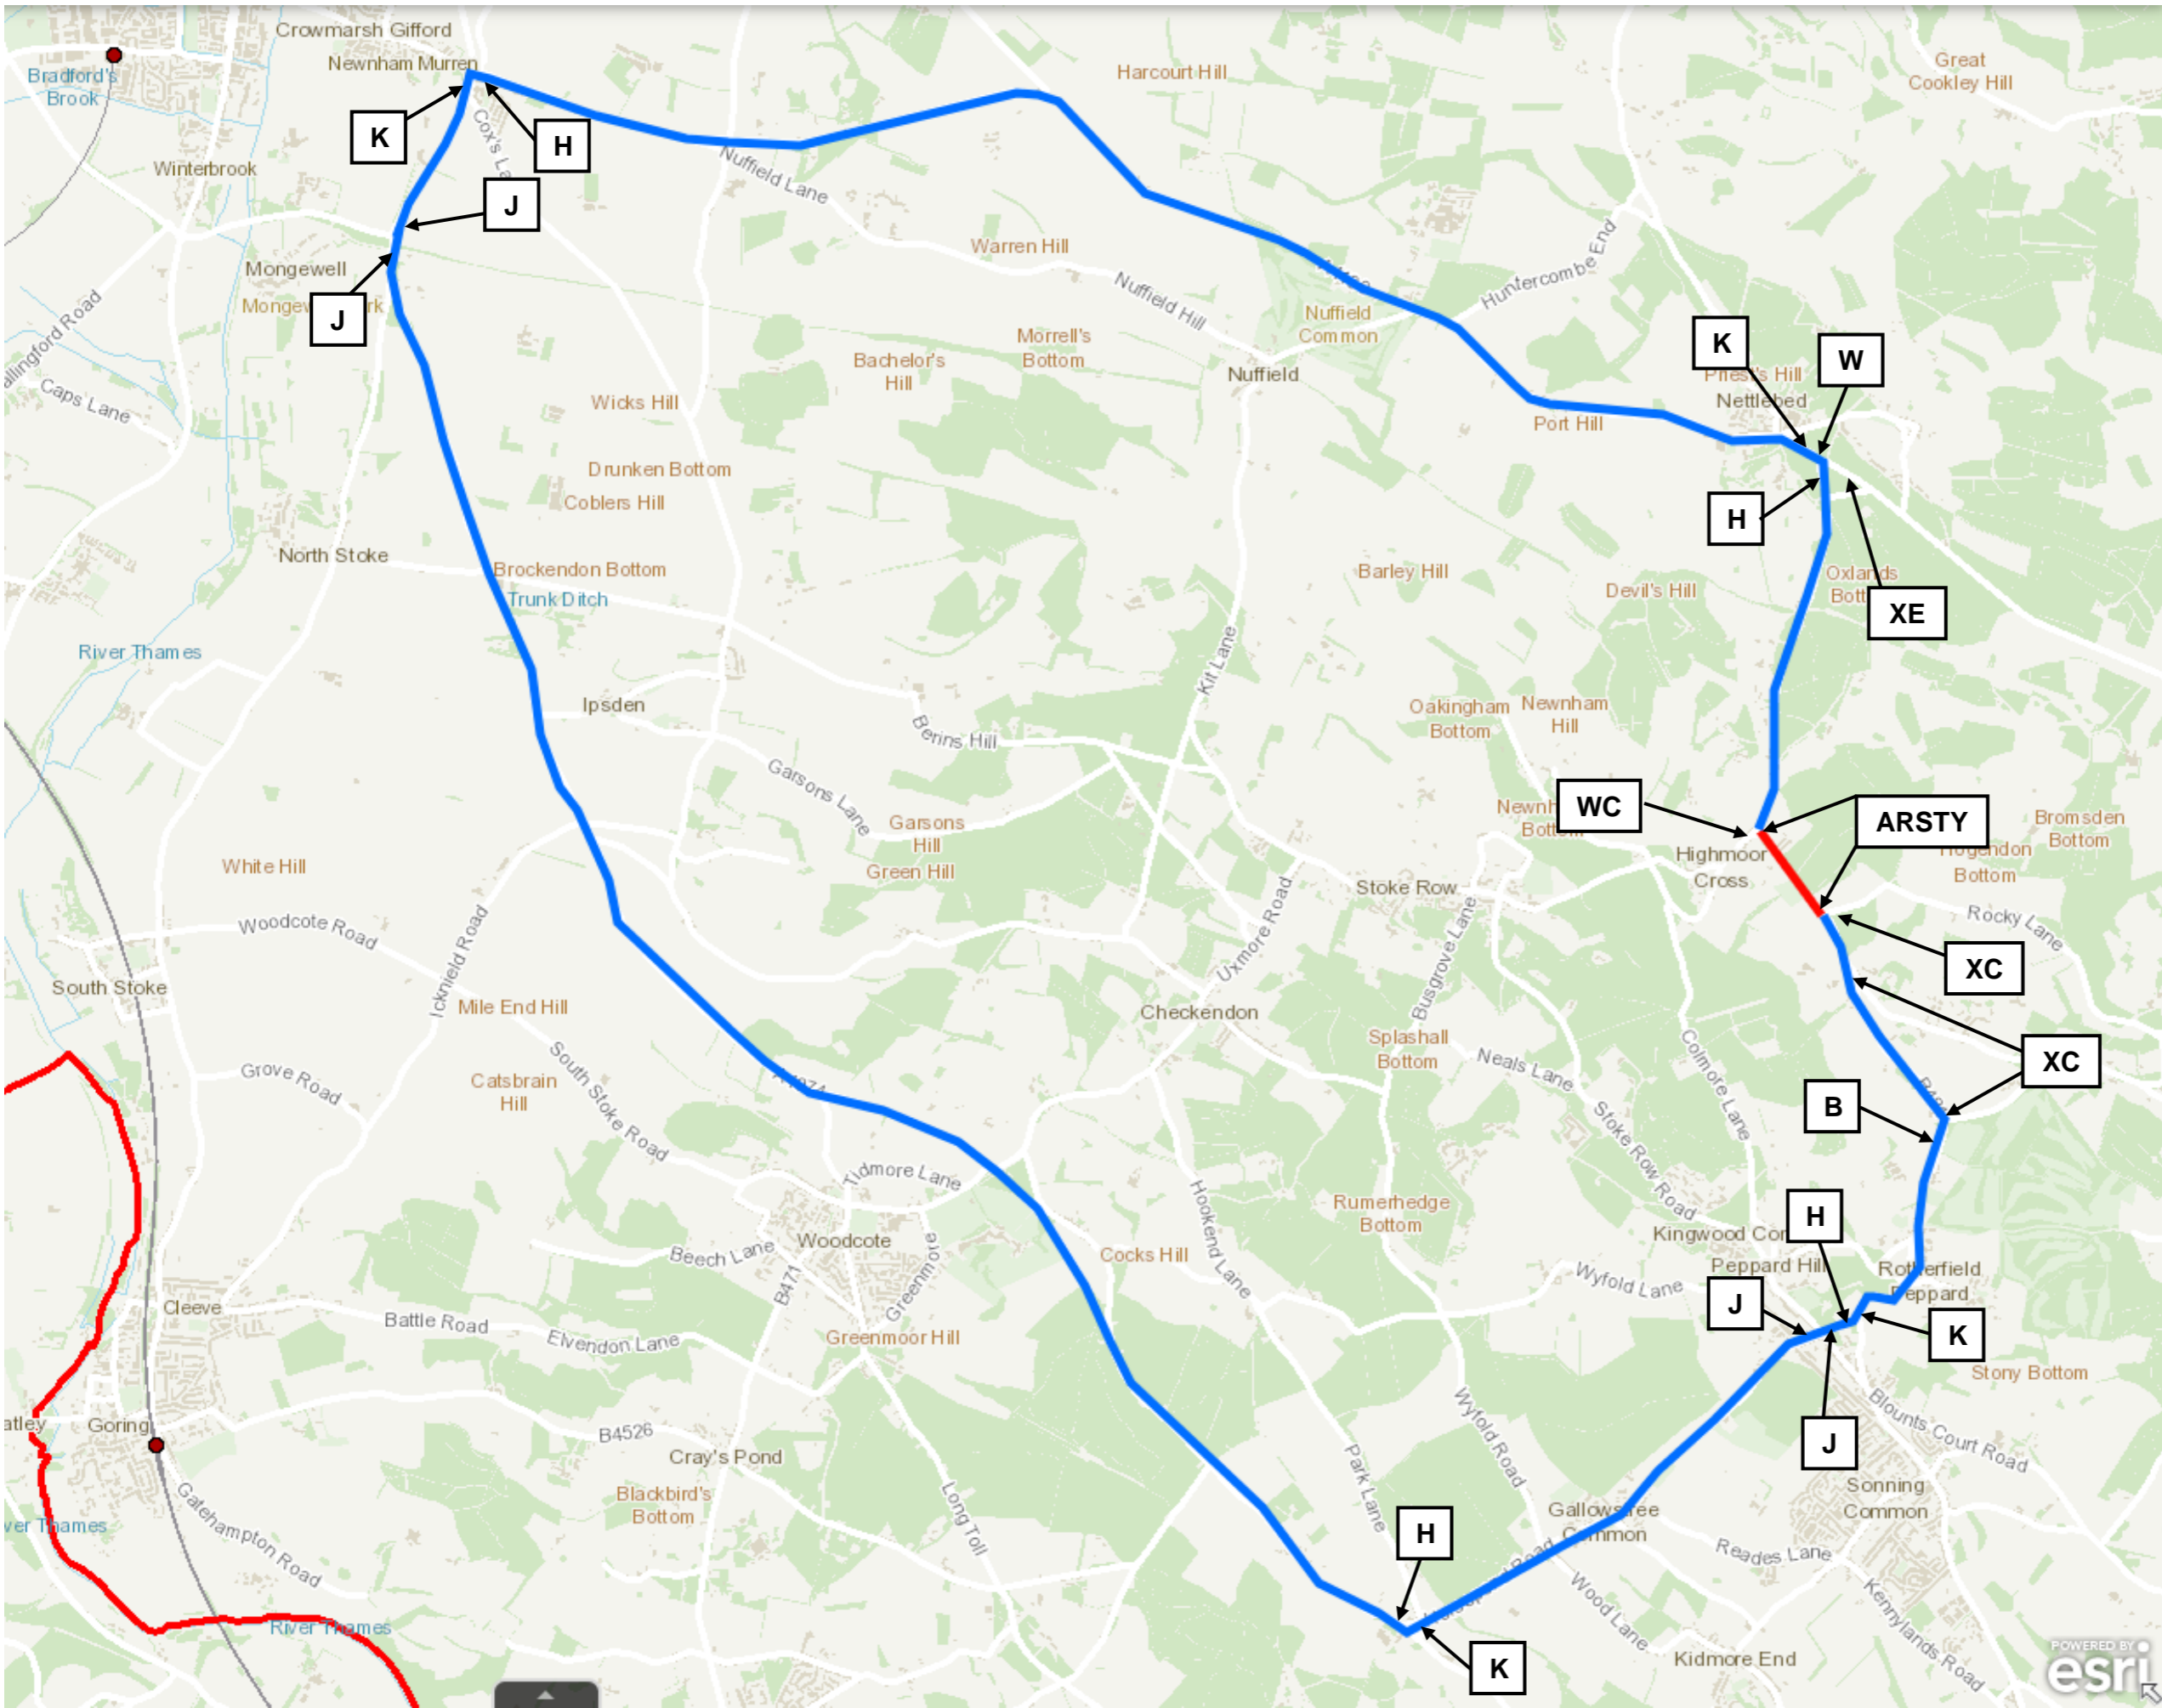 Crowmarsh Gifford
Newnham Murren
Bradford's
Brook
Harcourt Hill
Great
Cookley Hill
K
H
Winterbrook
Nuffield Lane
J
Warren Hill
Mongewell
J
Huntercombe End
Nuffield Hill
Nuffield
Common
Morrell's
Bottom
Bachelor's
Hill
Nuffield
K
W
Priest's Hill
Nettlebed
Caps Lane
Wicks Hill
Port Hill
Drunken Bottom
Coblers Hill
H
North Stoke
Brockendon Bottom
Trunk Ditch
Barley Hill
Devil's Hill
Oxlands
XE
River Thames
Kit Lane
Ipsden
Oakingham
Bottom
Newnham
Hill
Berins Hill
Garsons Lane
WC
ARSTY
Bromsden
Bottom
Garsons
Hill
Green Hill
White Hill
Highmoor
Cross
Bottom
Stoke Row
Rocky Lane
Woodcote Road
Icknield Road
Uxmore Road
Busgrove Lane
XC
South Stoke
Mile End Hill
Checkendon
Splashall
Bottom
Neals Lane
Colmore Lane
XC
Grove Road
Catsbrain
Hill
South Stoke Road
B
Stoke Row Road
Tidmore Lane
Hookend Lane
Rumerhedge
Bottom
H
Woodcote
Beech Lane
B471
Greenmore
Cocks Hill
Peppard Hill
Rotherfield
Peppard
Wyfold Lane
J
Cleeve
Battle Road
Elvendon Lane
Greenmoor Hill
K
Stony Bottom
Goring
B4526
Cray's Pond
Wyfold Road
Park Lane
Blounts Court Road
J
Sonning
Common
Blackbird's
Bottom
Long Toll
Gallowstree
Common
Gatehampton Road
H
Reades Lane
Wood Lane
Kennylands Road
River Thames
K
Kidmore End
POWERED BY
esri